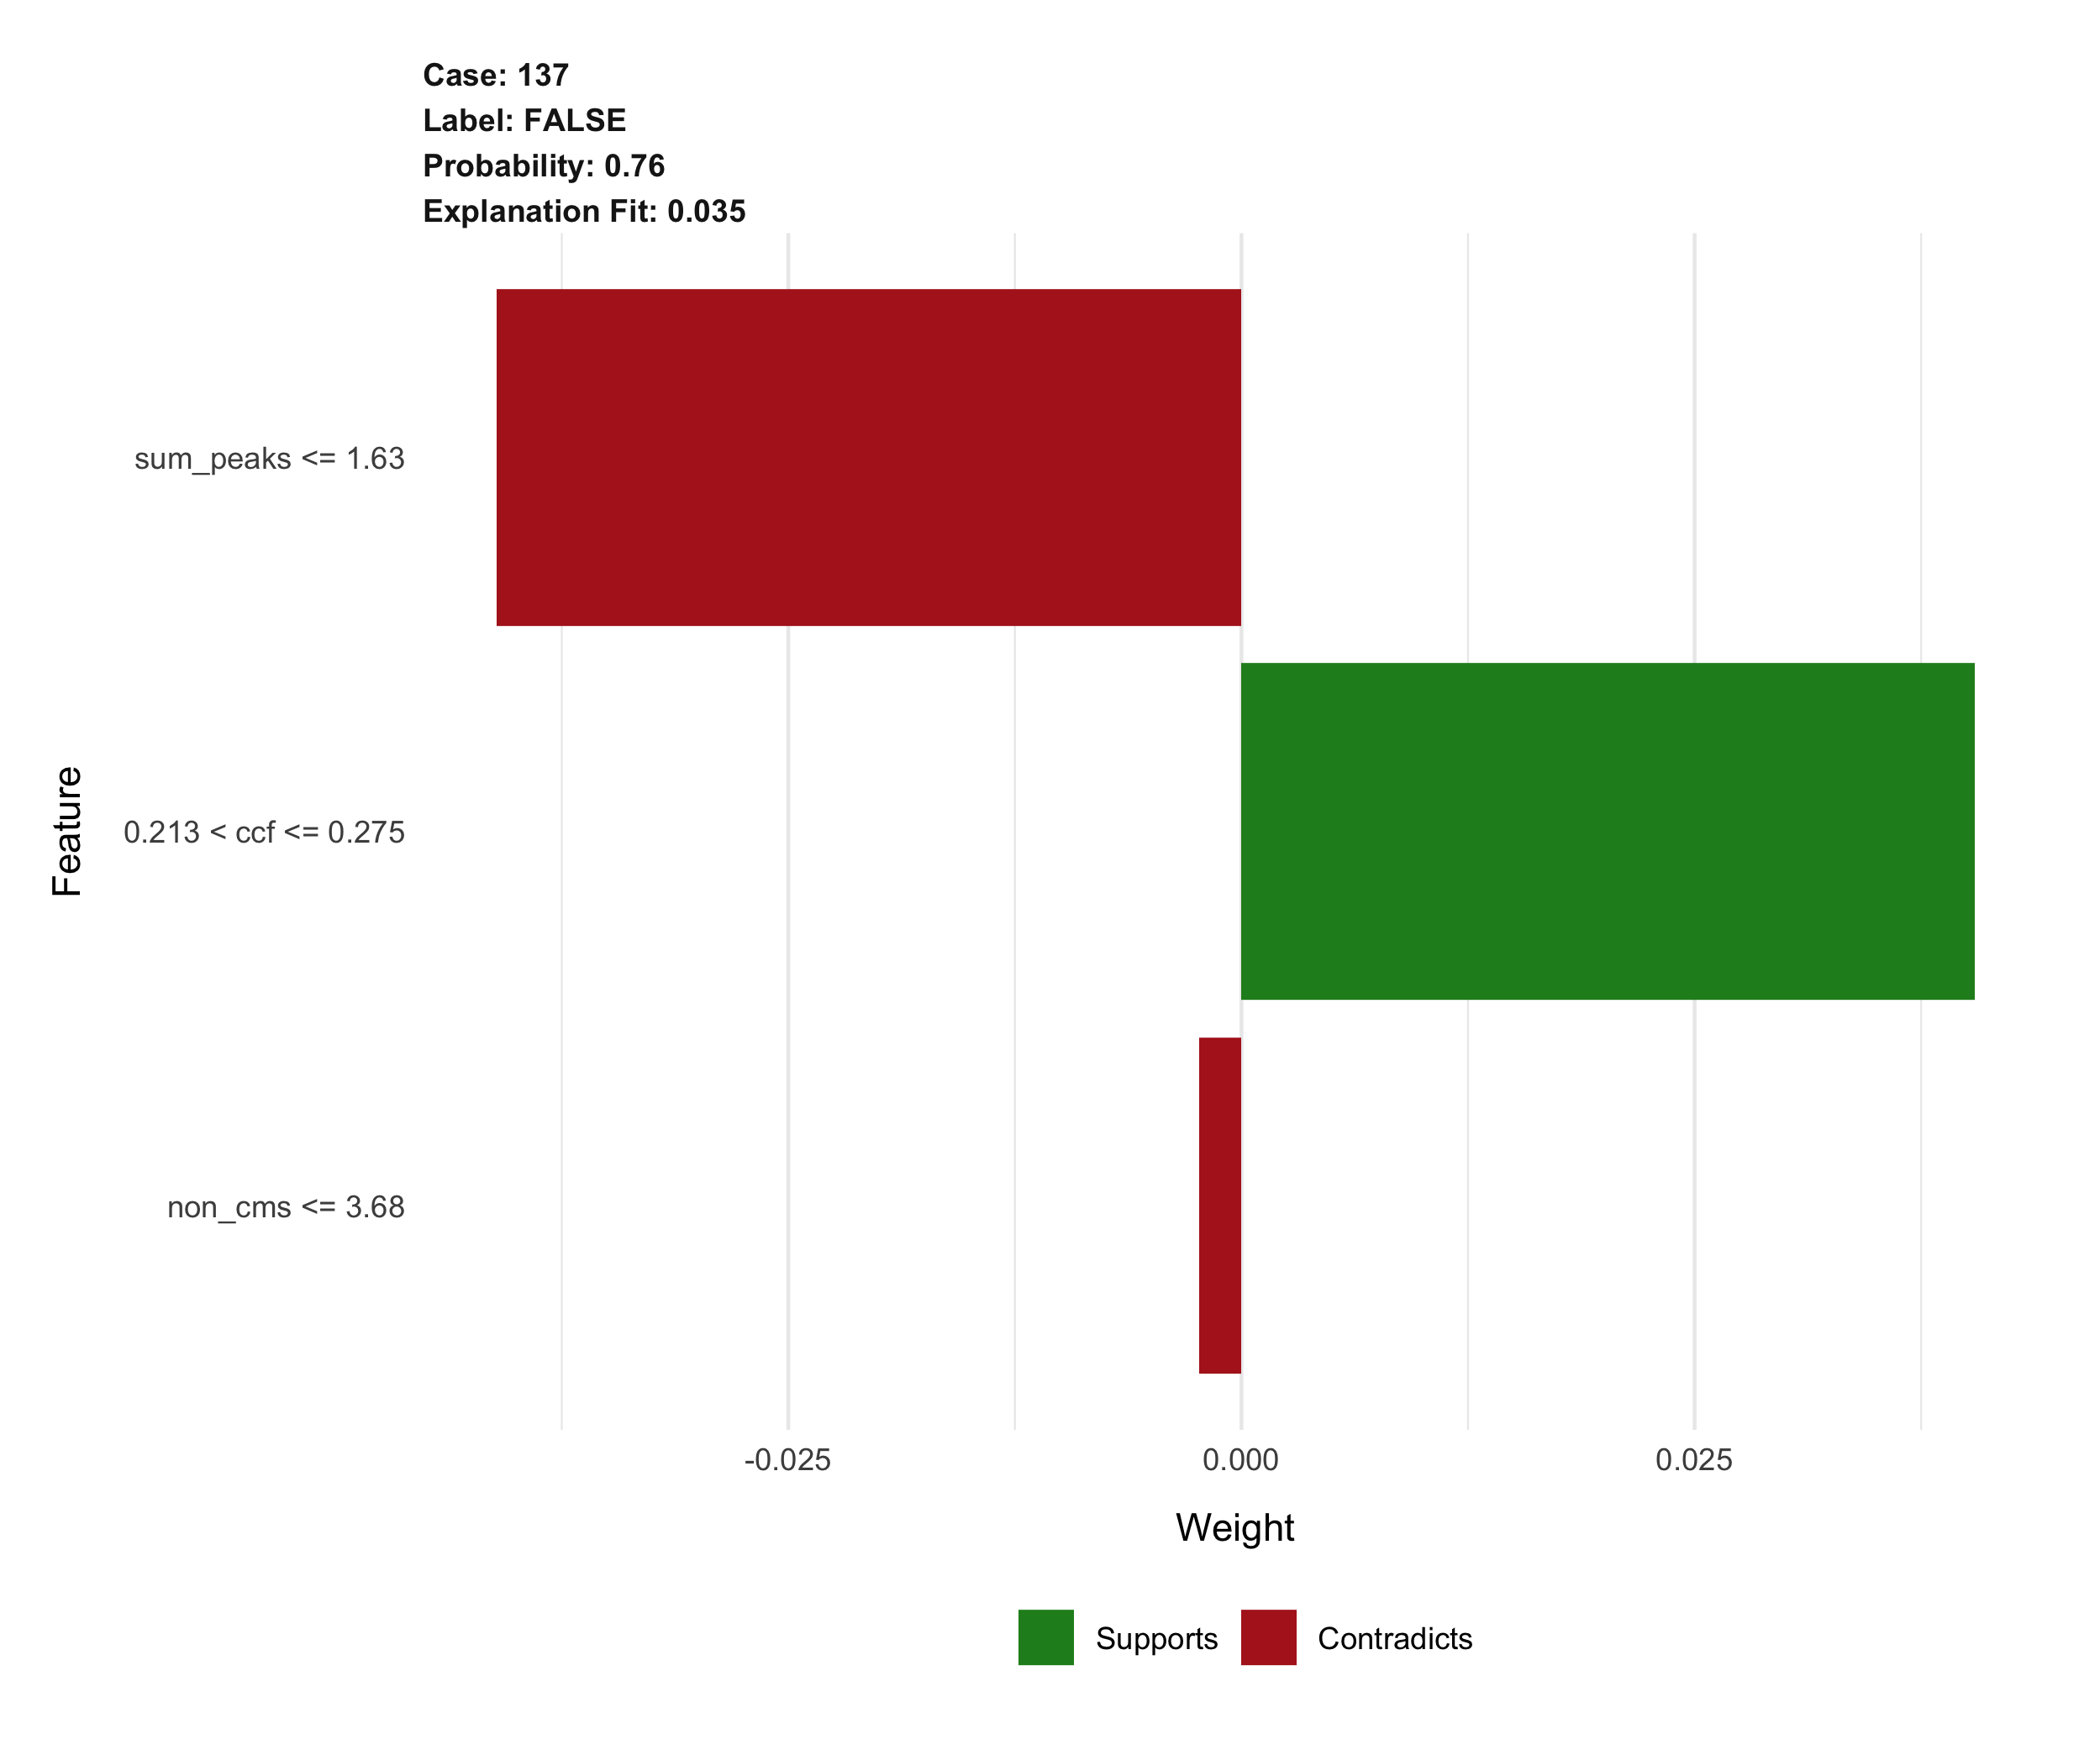 Case: 137
Label: FALSE
Probability: 0.76
Explanation Fit: 0.035
sum_peaks <= 1.63
0.213 < ccf <= 0.275
non_cms <= 3.68
Feature
-0.025 0.000 0.025
Weight
Supports Contradicts